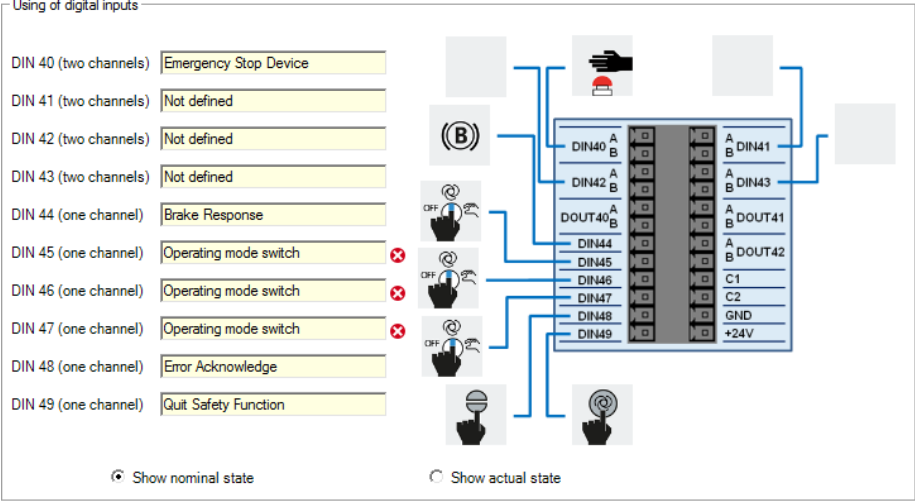 Using of digital inputs
DIN 40 (two channels) Emergency Stop Device
DIN 41 (two channels) Not defined
DIN 42 (two channels) Not defined
DIN 43 (two channels) Not defined
DIN 44 (one channel) Brake Response
DIN 45 (one channel) Operating mode switch
DIN 46 (one channel) Operating mode switch
DIN 47 (one channel) Operating mode switch
DIN 48 (one channel) Error Acknowledge
DIN 49 (one channel) Quit Safety Function
(B)
OFF
OFF
OFF
DIN40 A B A B DIN41
DIN42 A B A B DIN43
DOUT40 A B A B DOUT41
DIN44
A B DOUT42
DIN45
DIN46 C1
DIN47 C2
DIN48 GND
DIN49 +24V
Show nominal state Show actual state